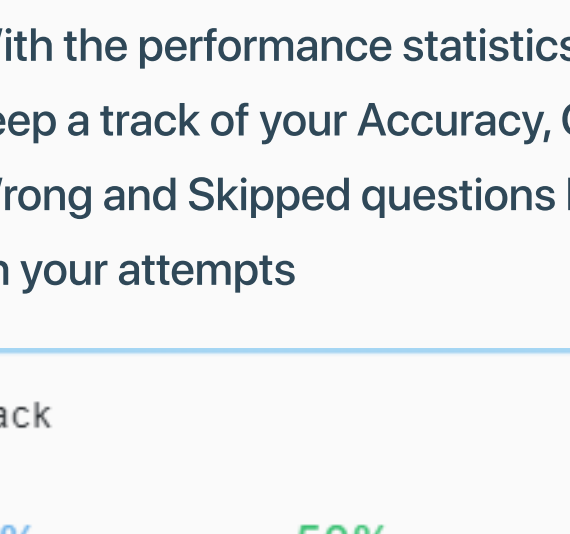 ith the performance statistics
eep a track of your Accuracy,
rong and Skipped questions
your attempts
ack
%